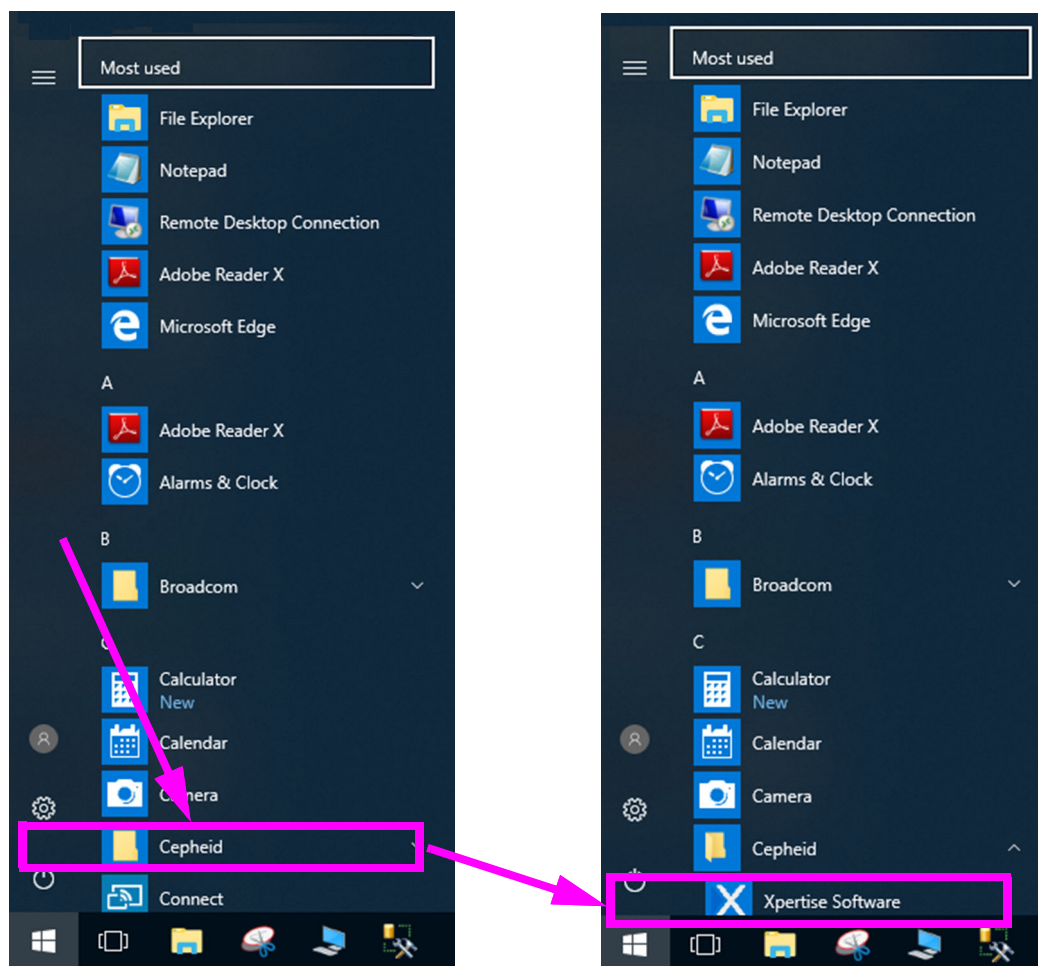 Most used
File Explorer
Notepad
Remote Desktop Connection
Adobe Reader X
Microsoft Edge
A
Adobe Reader X
Alarms & Clock
B
Broadcom
C
Calculator
New
Calendar
Camera
Cepheid
Connect
Most used
File Explorer
Notepad
Remote Desktop Connection
Adobe Reader X
Microsoft Edge
A
Adobe Reader X
Alarms & Clock
B
Broadcom
C
Calculator
New
Calendar
Camera
Cepheid
Xpertise Software